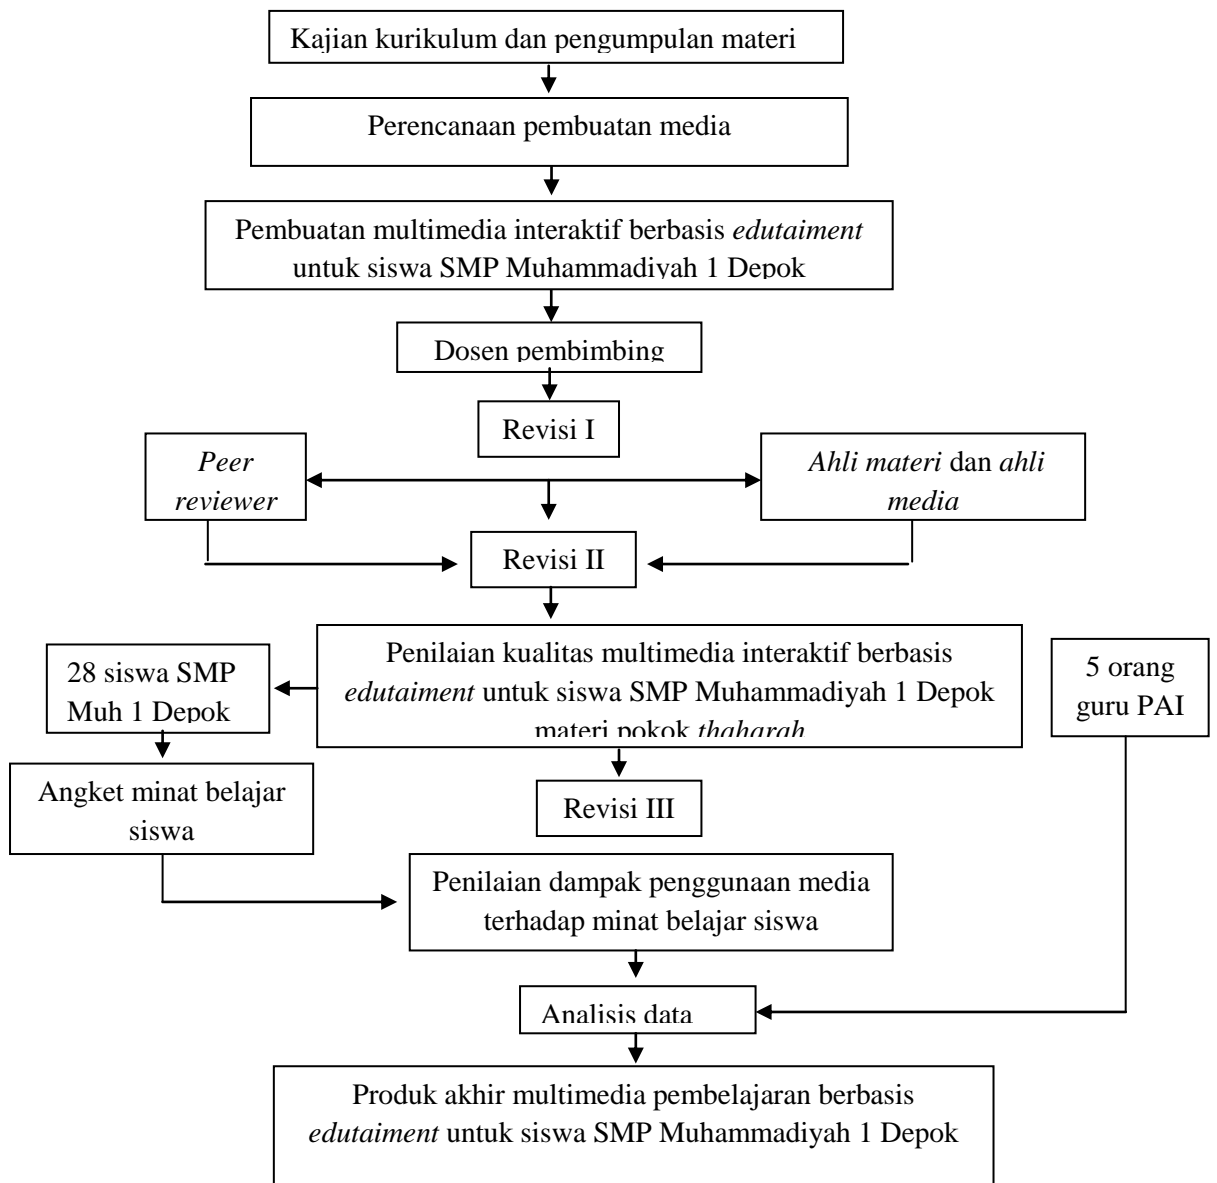 Kajian kurikulum dan pengumpulan materi
Perencanaan pembuatan media
Pembuatan multimedia interaktif berbasis edutaiment
untuk siswa SMP Muhammadiyah 1 Depok
Dosen pembimbing
Revisi I
Peer
reviewer
Ahli materi dan ahli
media
Revisi II
28 siswa SMP
Muh 1 Depok
Penilaian kualitas multimedia interaktif berbasis
edutaiment untuk siswa SMP Muhammadiyah 1 Depok
materi pokok thaharah
5 orang
guru PAI
Angket minat belajar
siswa
Revisi III
Penilaian dampak penggunaan media
terhadap minat belajar siswa
Analisis data
Produk akhir multimedia pembelajaran berbasis
edutaiment untuk siswa SMP Muhammadiyah 1 Depok